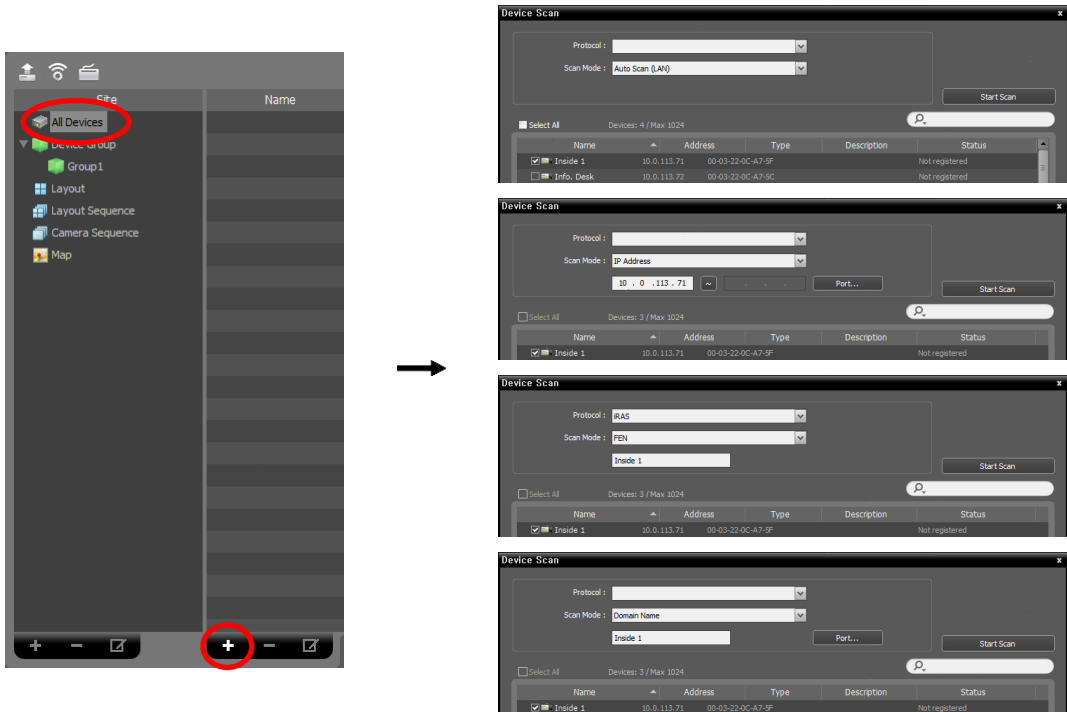 Site
Name
All Devices
Device Group
Group1
Layout
Layout Sequence
Camera Sequence
Map
Device Scan x
Protocol :
Scan Mode : Auto Scan (LAN)
Start Scan
Select All Devices: 4 / Max 1024
Name Address Type Description Status
Inside 1 10.0.113.71 00-03-22-0C-A7-5F Not registered
Info. Desk 10.0.113.72 00-03-22-0C-A7-5C Not registered
Device Scan x
Protocol :
Scan Mode : IP Address
10 . 0 .113 . 71 ~ . . . Port...
Start Scan
Select All Devices: 3 / Max 1024
Name Address Type Description Status
Inside 1 10.0.113.71 00-03-22-0C-A7-5F Not registered
Device Scan x
Protocol : iRAS
Scan Mode : FEN
Inside 1
Start Scan
Select All Devices: 3 / Max 1024
Name Address Type Description Status
Inside 1 10.0.113.71 00-03-22-0C-A7-5F Not registered
Device Scan x
Protocol :
Scan Mode : Domain Name
Inside 1 Port...
Start Scan
Select All Devices: 3 / Max 1024
Name Address Type Description Status
Inside 1 10.0.113.71 00-03-22-0C-A7-5F Not registered